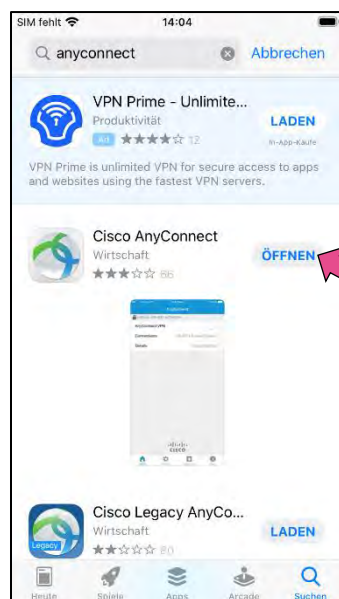 SIM fehlt 14:04
anyconnect Abbrechen
VPN Prime - Unlimite...
Produktivität LADEN
Ad 12 In-App-Käufe
VPN Prime is unlimited VPN for secure access to apps
and websites using the fastest VPN servers.
Cisco AnyConnect
Wirtschaft ÖFFNEN
66
CISCO
Cisco Legacy AnyCo...
Wirtschaft LADEN
Legacy 80
Heute Spiele Apps Arcade Suchen